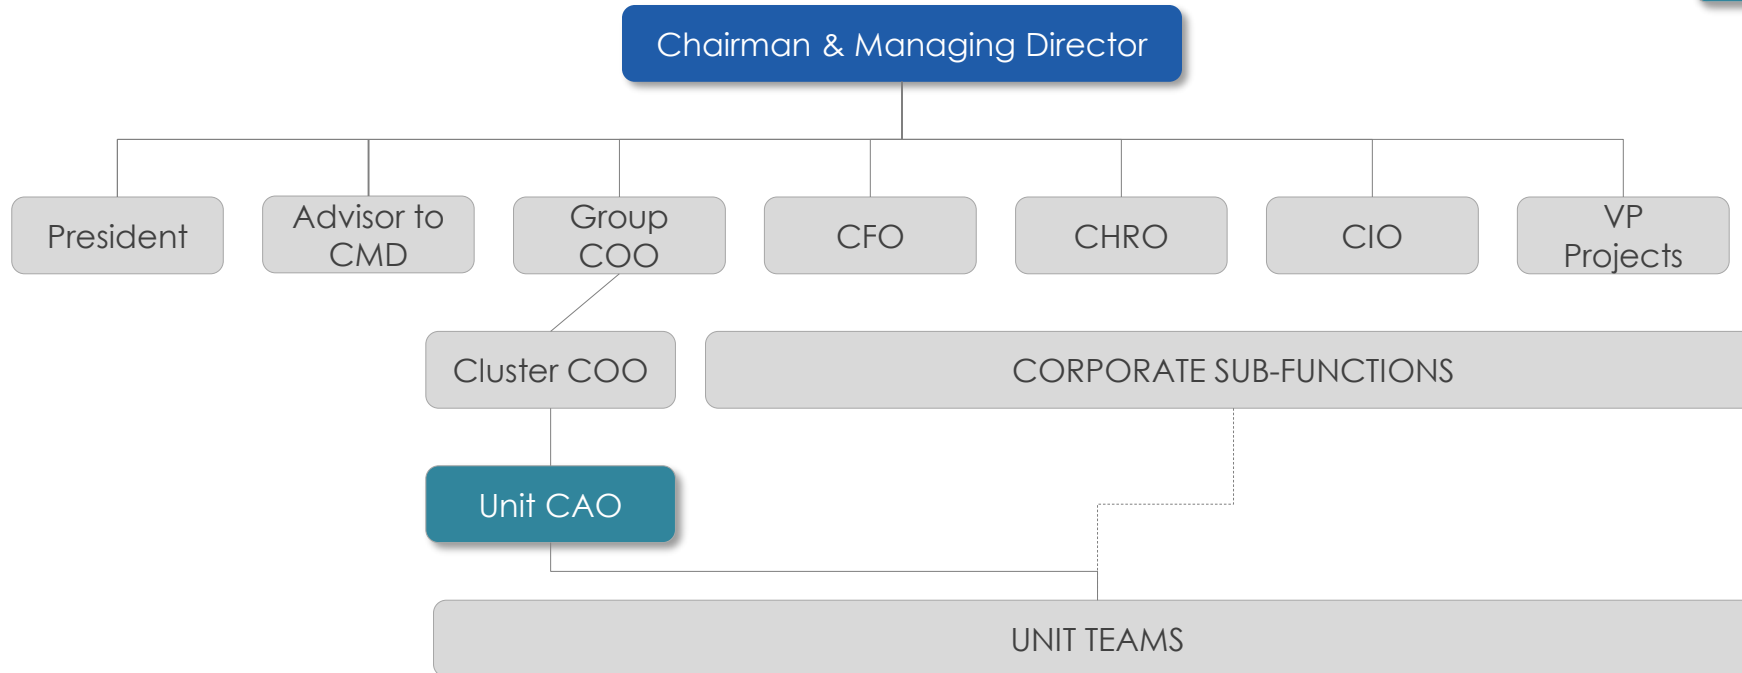 Chairman & Managing Director
President
Advisor to
CMD
Group
COO
CFO
CHRO
CIO
VP
Projects
Cluster COO
CORPORATE SUB-FUNCTIONS
Unit CAO
UNIT TEAMS